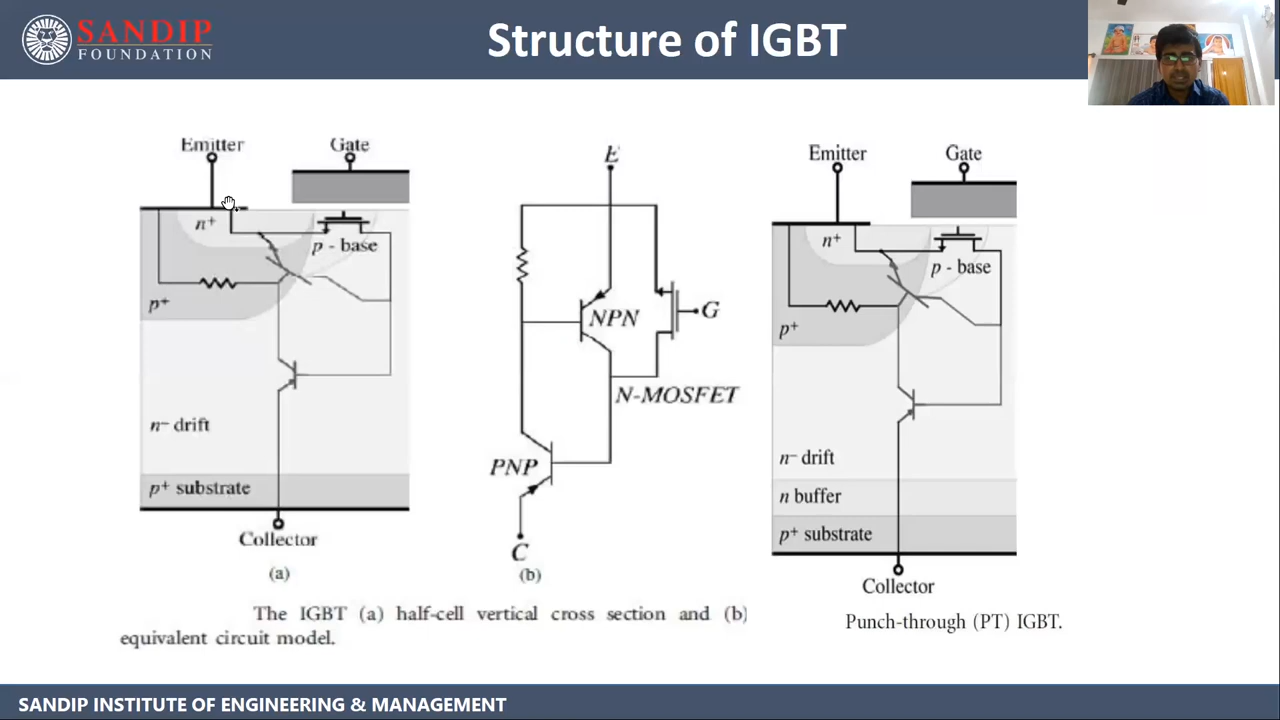 SANDIP
FOUNDATION
Structure of IGBT
Emitter
Gate
n+
p - base
p+
n− drift
p+ substrate
Collector
(a)
E
NPN
G
N-MOSFET
PNP
C
(b)
The IGBT (a) half-cell vertical cross section and (b)
equivalent circuit model.
Emitter
Gate
n+
p - base
p+
n− drift
n buffer
p+ substrate
Collector
Punch-through (PT) IGBT.
SANDIP INSTITUTE OF ENGINEERING & MANAGEMENT